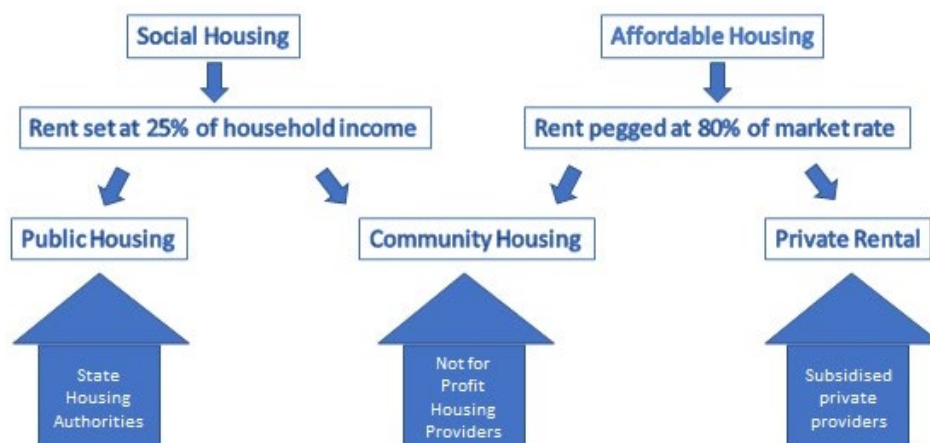 Social Housing
Affordable Housing
Rent set at 25% of household income
Rent pegged at 80% of market rate
Public Housing
Community Housing
Private Rental
State
Housing
Authorities
Not for
Profit
Housing
Providers
Subsidised
private
providers